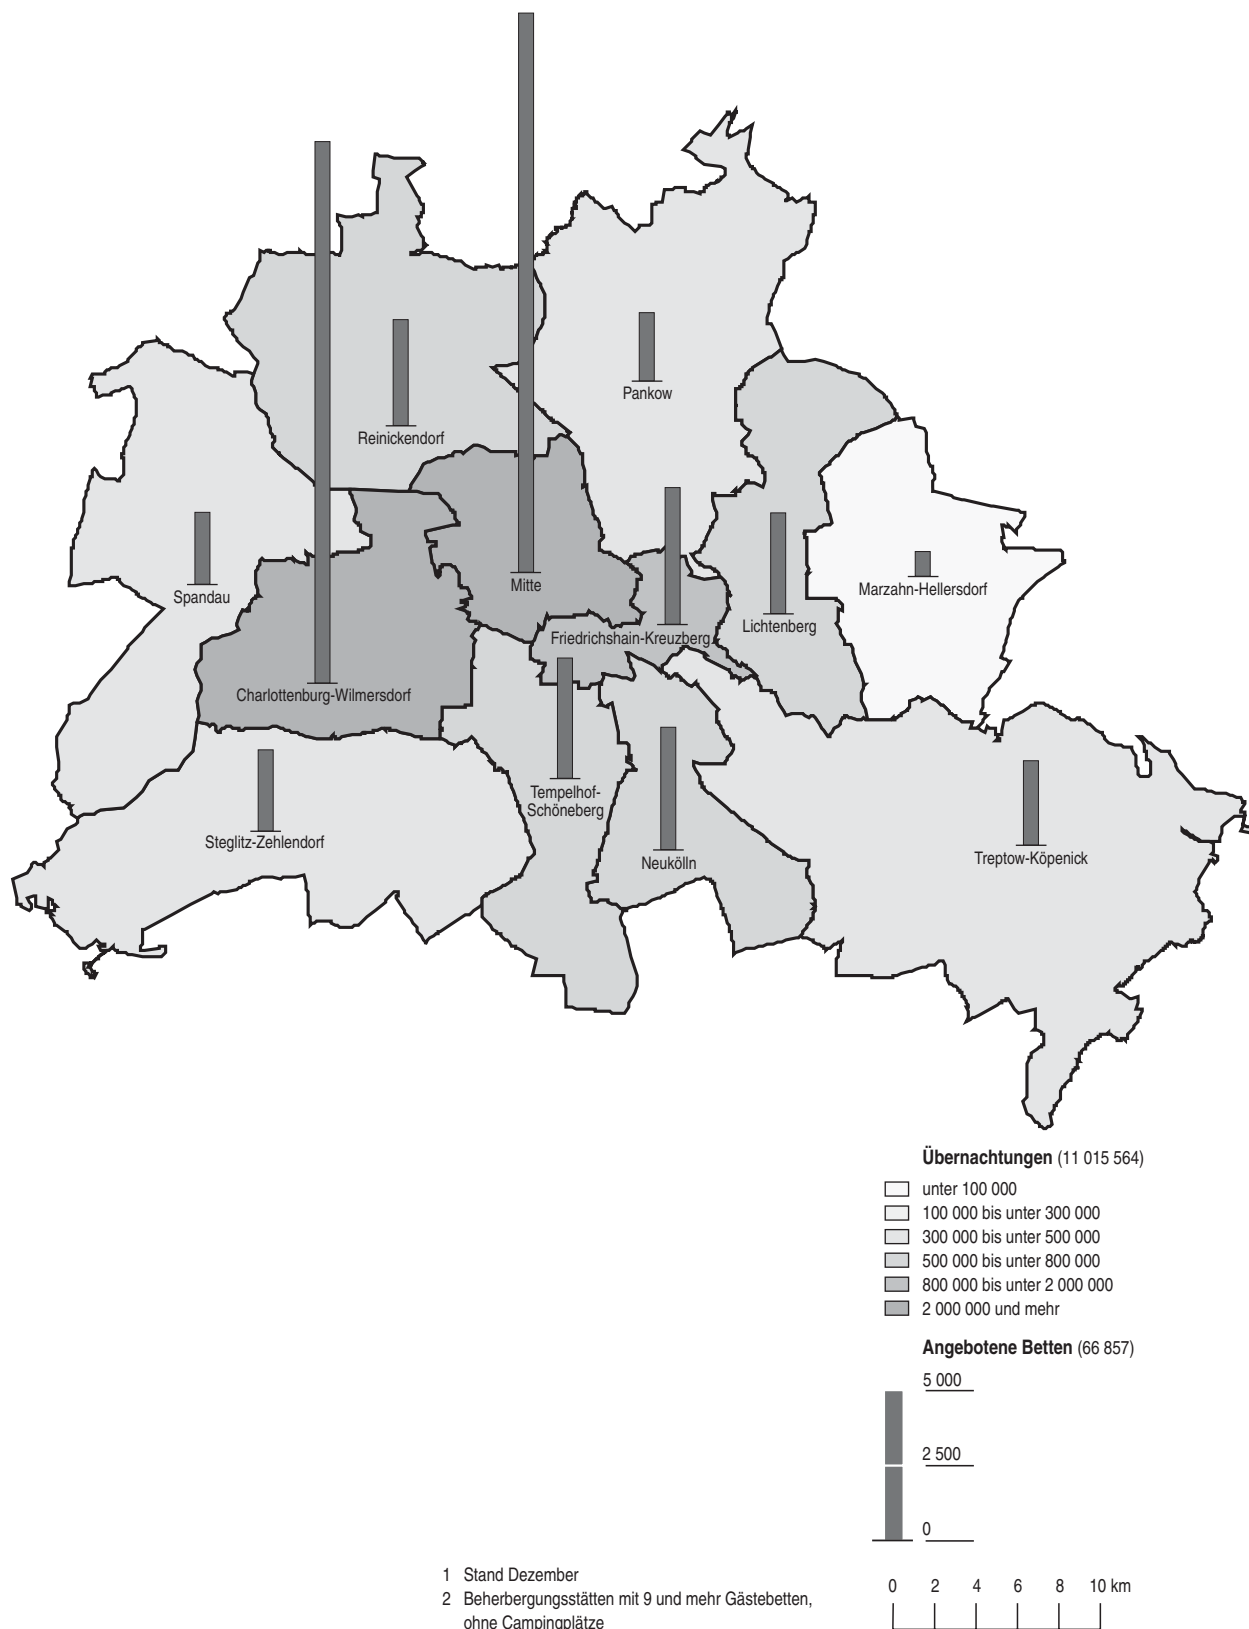 Pankow
Reinickendorf
Mitte
Marzahn-Hellersdorf
Spandau
Lichtenberg
Friedrichshain-Kreuzberg
Charlottenburg-Wilmersdorf
Tempelhof-
Schöneberg
Steglitz-Zehlendorf
Neukölln
Treptow-Köpenick
Übernachtungen (11 015 564)
unter 100 000
100 000 bis unter 300 000
300 000 bis unter 500 000
500 000 bis unter 800 000
800 000 bis unter 2 000 000
2 000 000 und mehr
Angebotene Betten (66 857)
5 000
2 500
0
1 Stand Dezember
2 Beherbergungsstätten mit 9 und mehr Gästebetten,
ohne Campingplätze
0 2 4 6 8 10 km